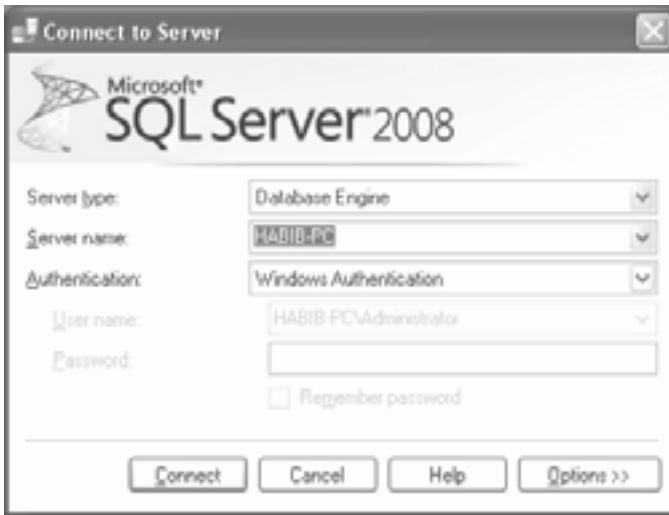 Connect to Server
Microsoft®
SQL Server® 2008
Server type: Database Engine
Server name: HABIB-PC
Authentication: Windows Authentication
User name: HABIB-PC\Administrator
Password:
Remember password
Connect Cancel Help Options >>